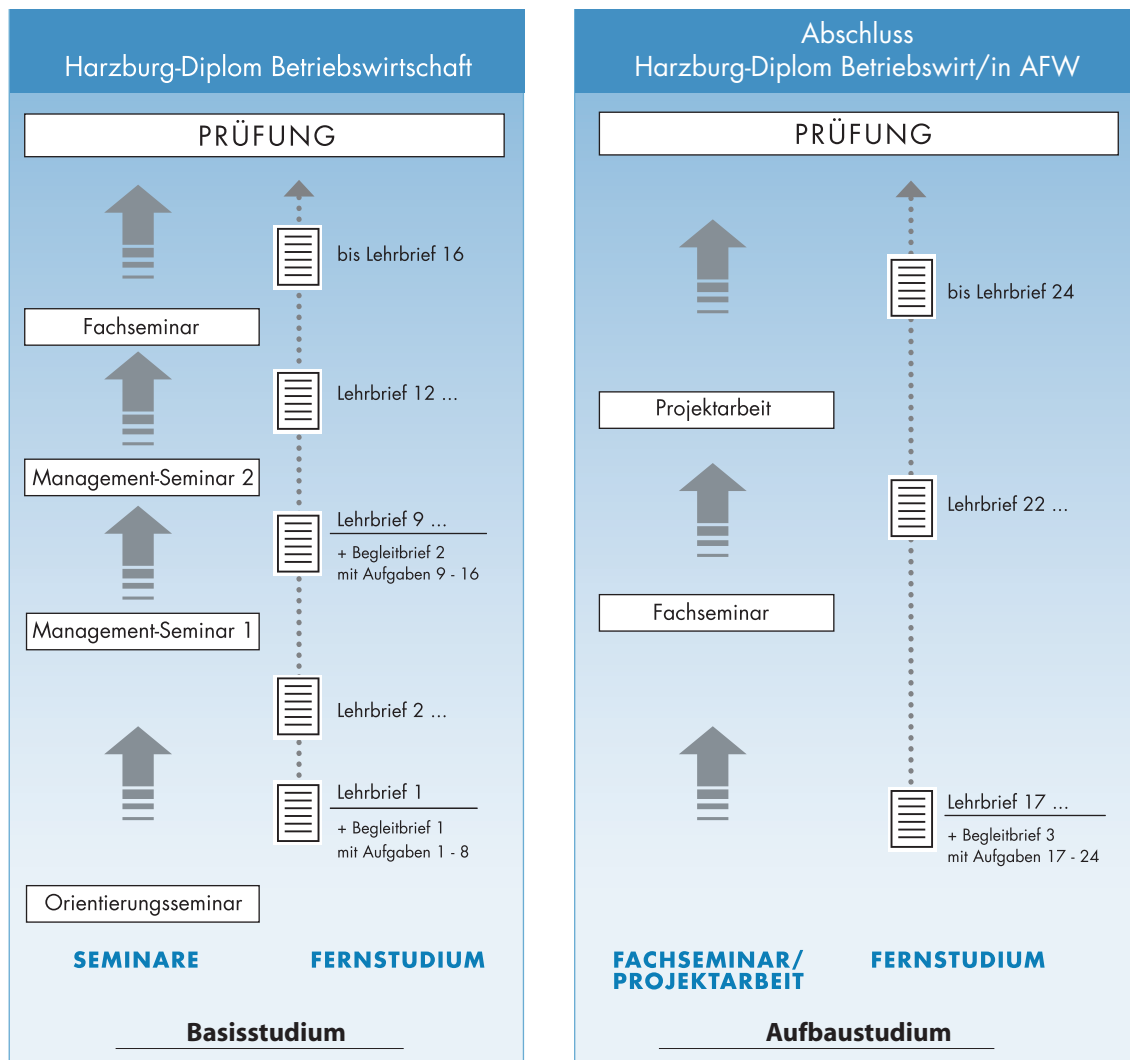 Harzburg-Diplom Betriebswirtschaft
PRÜFUNG
bis Lehrbrief 16
Fachseminar
Lehrbrief 12 ...
Management-Seminar 2
Lehrbrief 9 ...
+ Begleitbrief 2
mit Aufgaben 9 - 16
Management-Seminar 1
Lehrbrief 2 ...
Lehrbrief 1
+ Begleitbrief 1
mit Aufgaben 1 - 8
Orientierungsseminar
SEMINARE
FERNSTUDIUM
Basisstudium
Abschluss
Harzburg-Diplom Betriebswirt/in AFW
PRÜFUNG
bis Lehrbrief 24
Projektarbeit
Lehrbrief 22 ...
Fachseminar
Lehrbrief 17 ...
+ Begleitbrief 3
mit Aufgaben 17 - 24
FACHSEMINAR/
PROJEKTARBEIT
FERNSTUDIUM
Aufbaustudium